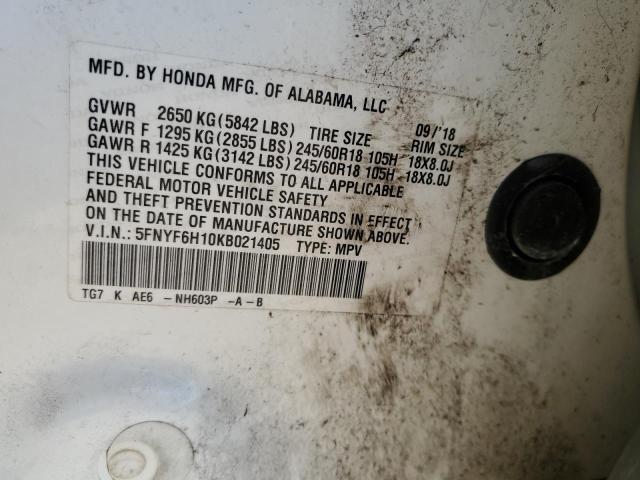 MFD. BY HONDA MFG. OF ALABAMA, LLC 09/'18
GVWR 2650 KG(5842 LBS) TIRE SIZE RIM SIZE
GAWR F 1295 KG(2855 LBS)245/60R18 105H 18X8.0J
GAWR R 1425 KG(3142 LBS)245/60R18 105H 18X8.0J
THIS VEHICLE CONFORMS TO ALL APPLICABLE
FEDERAL MOTOR VEHICLE SAFETY
AND THEFT PREVENTION STANDARDS IN EFFECT
ON THE DATE OF MANUFACTURE SHOWN ABOVE.
V.I.N.: 5FNYF6H10KB021405 TYPE: MPV
TG7 K AE6 -NH603P -A-B